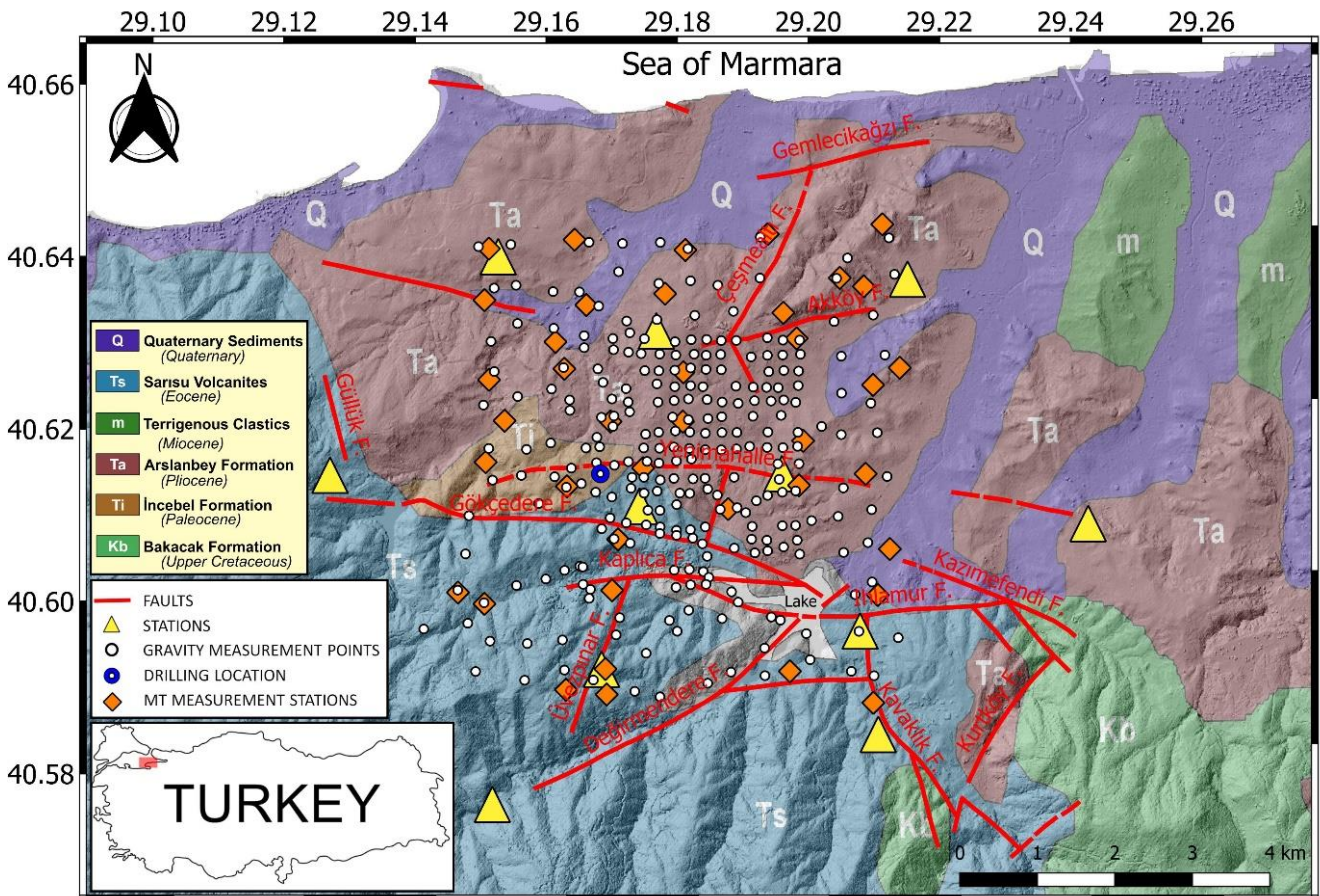 29.10 29.12 29.14 29.16 29.18 29.20 29.22 29.24 29.26
N
Sea of Marmara
40.66
40.64
40.62
40.60
40.58
Gemlecikağzı F.
Q
Ta
Q
Ta
Q
Q
m
m
Çeşmealtı F.
Akköy F.
Q Quaternary Sediments
(Quaternary)
Ts Sarısu Volcanites
(Eocene)
m Terrigenous Clastics
(Miocene)
Ta Arslanbey Formation
(Pliocene)
Ti İncebel Formation
(Paleocene)
Kb Bakacak Formation
(Upper Cretaceous)
Ta
Güllük F.
Ta
Ta
Ti
Yenimahalle F.
Gökçedere F.
Ta
Ts
Kaplıca F.
Kazımefendi F.
Lake
Ihlamur F.
Üvezpınar F.
Değirmendere F.
Kavaklık F.
Ta
Kurtköy F.
Kb
Ts
Kb
FAULTS
STATIONS
GRAVITY MEASUREMENT POINTS
DRILLING LOCATION
MT MEASUREMENT STATIONS
TURKEY
0 1 2 3 4 km